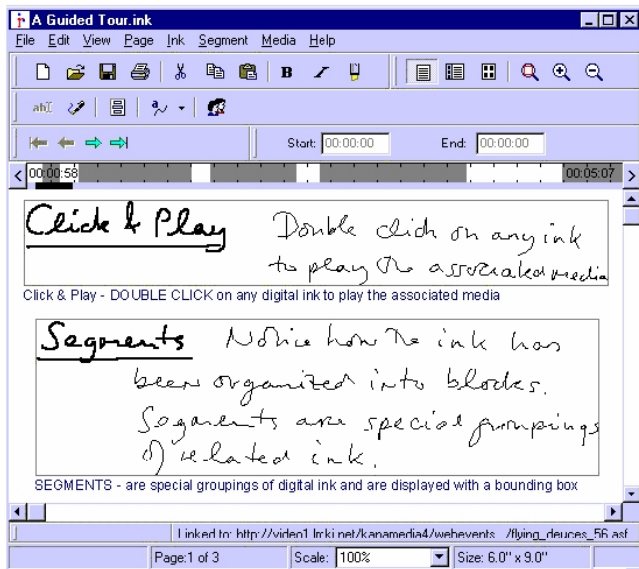 A Guided Tour.ink
File Edit View Page Ink Segment Media Help
B I
abI
Start: 00:00:00 End: 00:00:00
00:00:58 00:05:07
Click & Play Double click on any ink
to play the associated media
Click & Play - DOUBLE CLICK on any digital ink to play the associated media
Segments Notice how the ink has
been organized into blocks.
Segments are special groupings
of related ink.
SEGMENTS - are special groupings of digital ink and are displayed with a bounding box
Linked to: http://video1.lrrki.net/kanamedia4/webevents.../flying_deuces_56.asf
Page:1 of 3 Scale: 100% Size: 6.0" x 9.0"